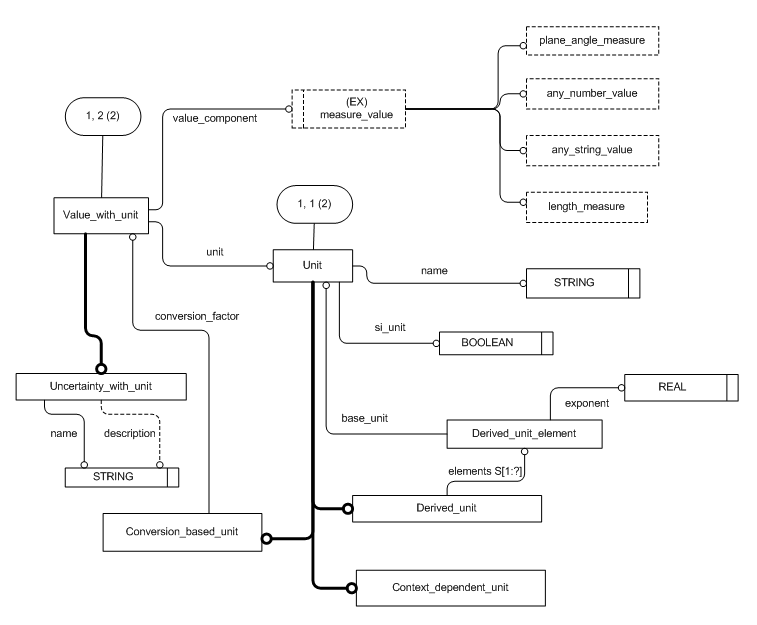 plane_angle_measure
any_number_value
(EX)
measure_value
1, 2 (2)
value_component
any_string_value
1, 1 (2)
length_measure
Value_with_unit
unit
Unit
name
STRING
conversion_factor
si_unit
BOOLEAN
Uncertainty_with_unit
REAL
exponent
base_unit
name
description
Derived_unit_element
elements S[1:?]
STRING
Derived_unit
Conversion_based_unit
Context_dependent_unit